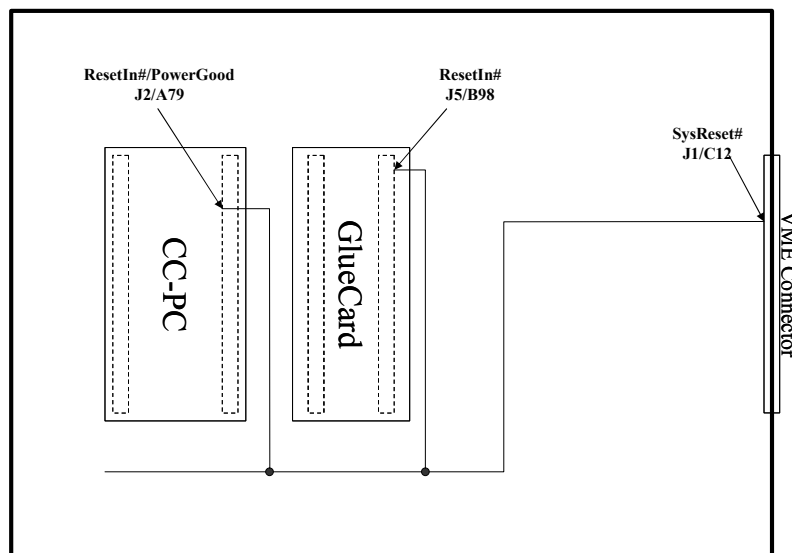 ResetIn#/PowerGood
J2/A79
ResetIn#
J5/B98
SysReset#
J1/C12
CC-PC
GlueCard
VME Connector